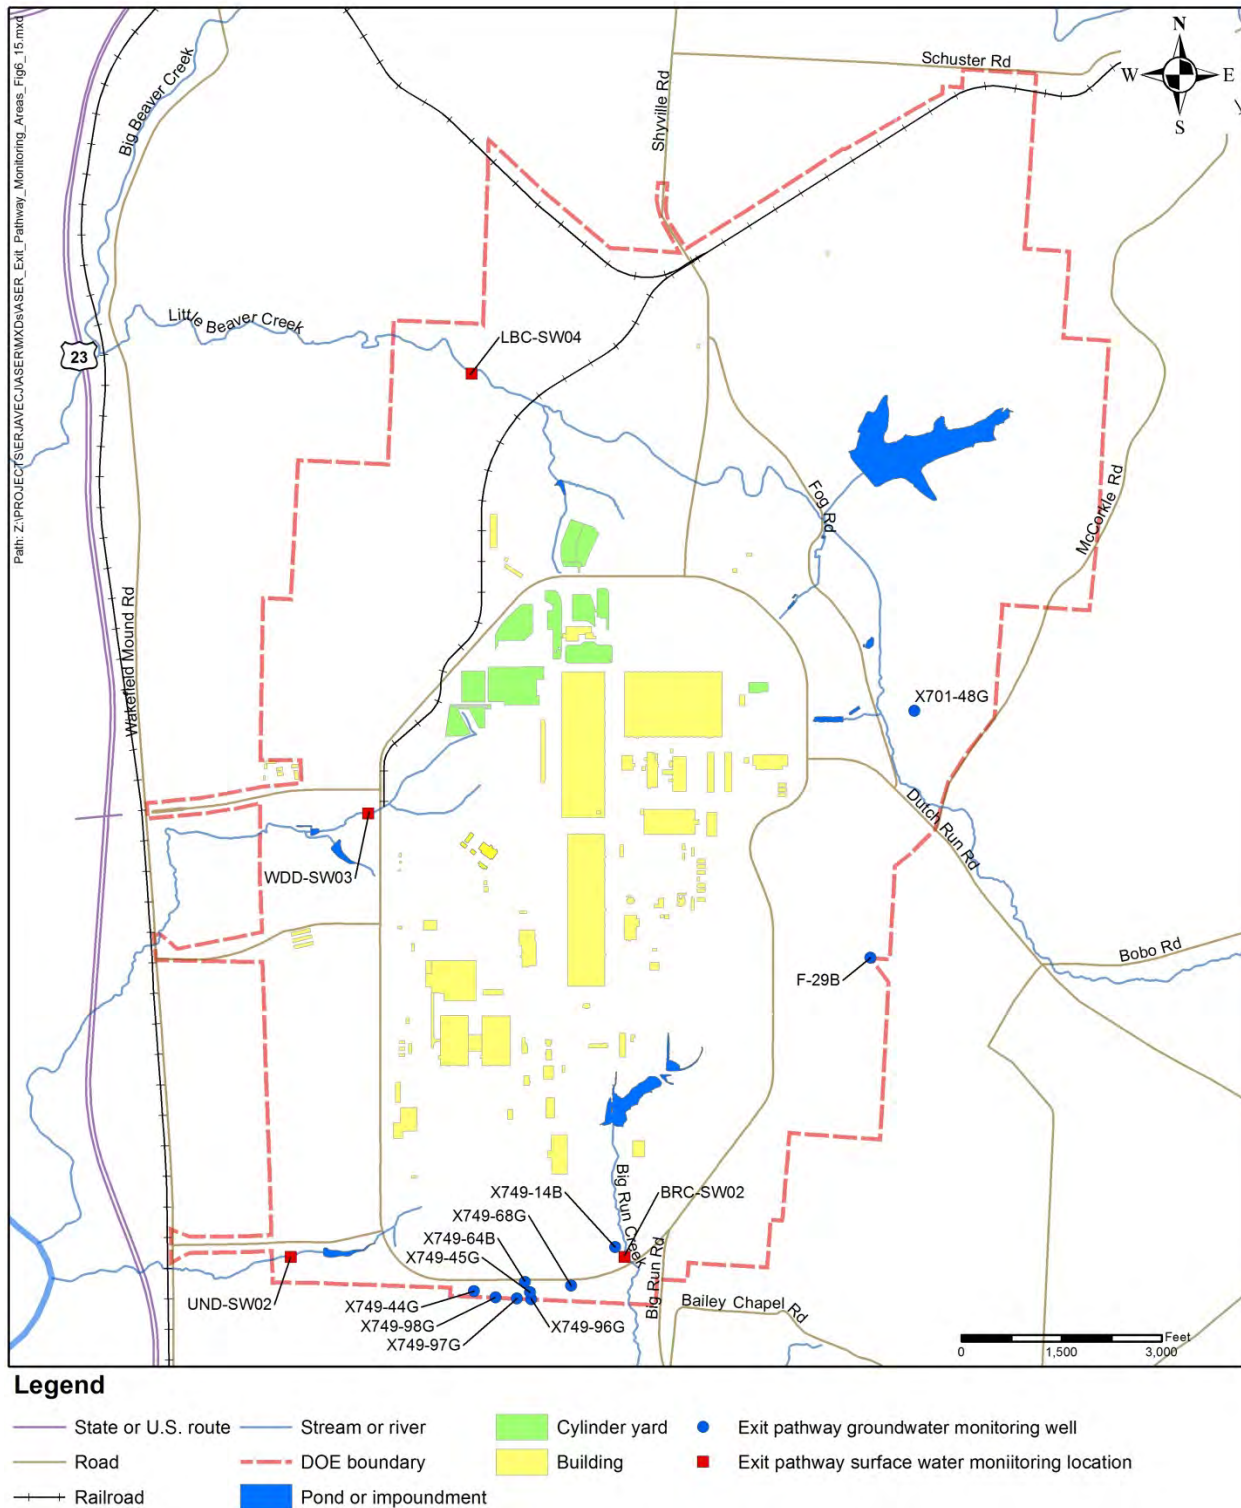 Path: Z:\PROJECTS\ERJAVECJ\ASER\MXDs\ASER_Exit_Pathway_Monitoring_Areas_Fig6_15.mxd
N
W
E
S
Schuster Rd
Shyville Rd
Big Beaver Creek
Little Beaver Creek
LBC-SW04
23
Fog Rd
McCorkle Rd
Wakefield Mound Rd
X701-48G
Dutch Run Rd
WDD-SW03
Bobo Rd
F-29B
X749-14B
BRC-SW02
Big Run Creek
X749-68G
X749-64B
X749-45G
Big Run Rd
UND-SW02
X749-44G
X749-98G
X749-97G
X749-96G
Bailey Chapel Rd
Feet
0 1,500 3,000
Legend
State or U.S. route
Stream or river
Cylinder yard
Exit pathway groundwater monitoring well
Road
DOE boundary
Building
Exit pathway surface water moniitoring location
Railroad
Pond or impoundment